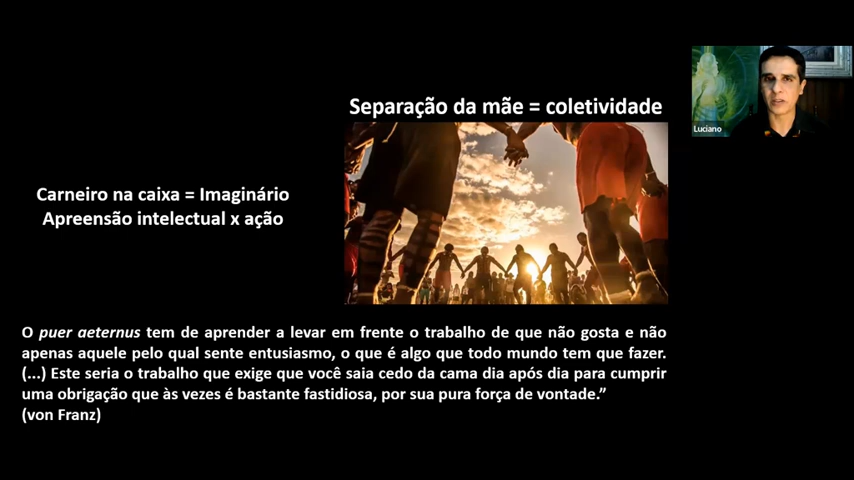 Separação da mãe = coletividade
Luciano
Carneiro na caixa = Imaginário
Apreensão intelectual x ação
O puer aeternus tem de aprender a levar em frente o trabalho de que não gosta e não
apenas aquele pelo qual sente entusiasmo, o que é algo que todo mundo tem que fazer.
(...) Este seria o trabalho que exige que você saia cedo da cama dia após dia para cumprir
uma obrigação que às vezes é bastante fastidiosa, por sua pura força de vontade.”
(von Franz)